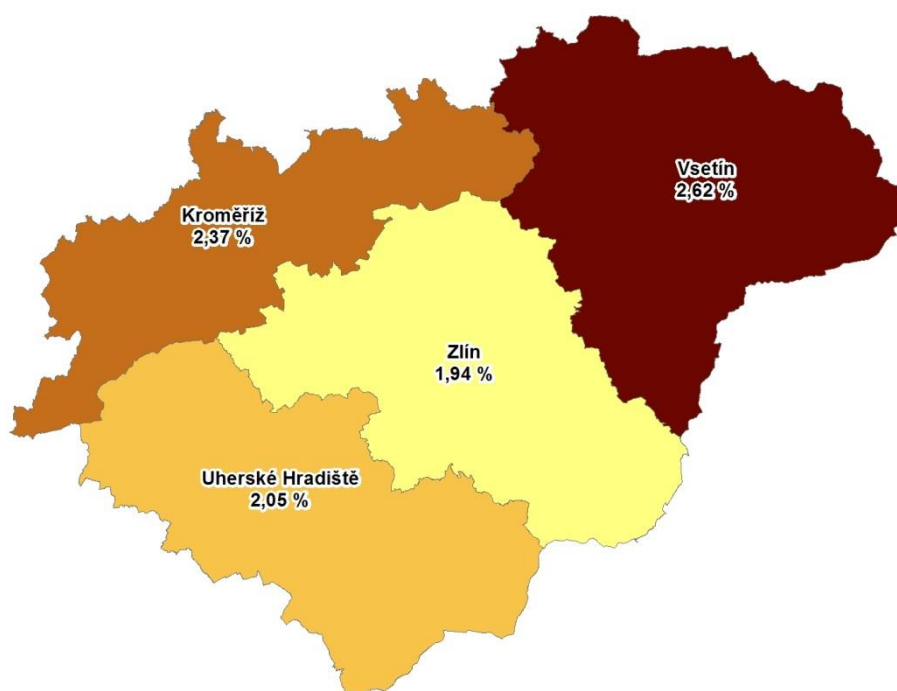 Vsetín
2,62 %
Kroměříž
2,37 %
Zlín
1,94 %
Uherské Hradiště
2,05 %